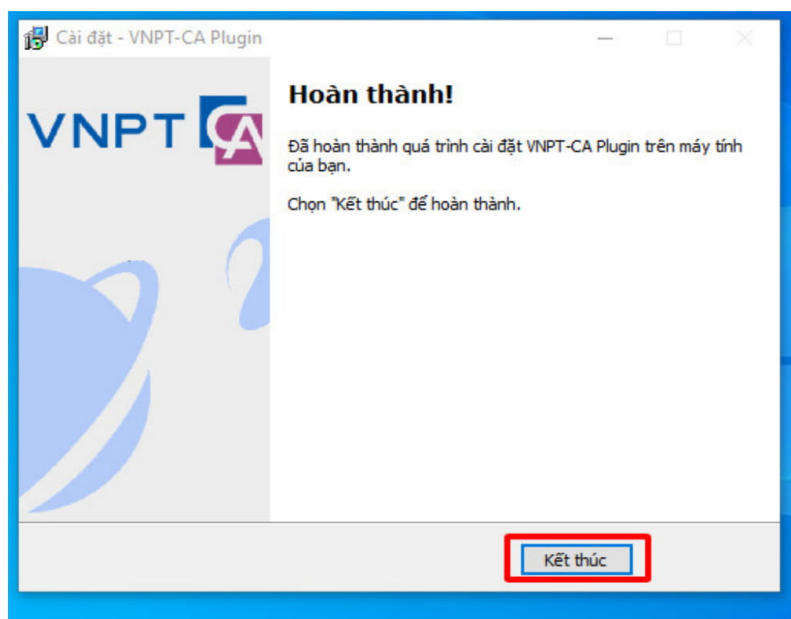 Cài đặt - VNPT-CA Plugin
VNPT CA
Hoàn thành!
Đã hoàn thành quá trình cài đặt VNPT-CA Plugin trên máy tính
của bạn.
Chọn "Kết thúc" để hoàn thành.
Kết thúc